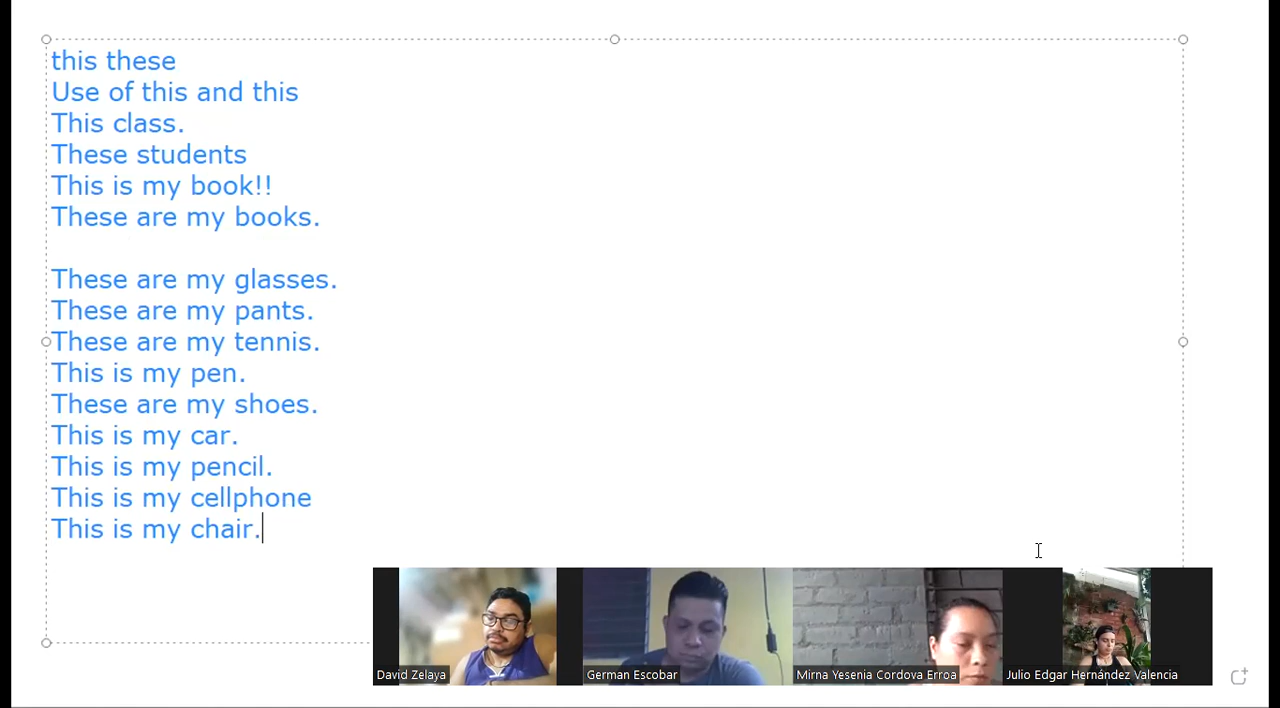 this these
Use of this and this
This class.
These students
This is my book!!
These are my books.
These are my glasses.
These are my pants.
These are my tennis.
This is my pen.
These are my shoes.
This is my car.
This is my pencil.
This is my cellphone
This is my chair.
David Zelaya
German Escobar
Mirna Yesenia Cordova Erroa
Julio Edgar Hernández Valencia